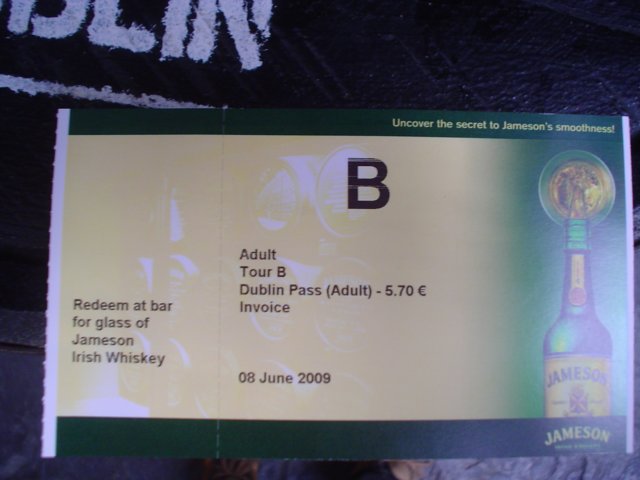 DUBLIN
Uncover the secret to Jameson's smoothness!
B
Adult
Tour B
Dublin Pass (Adult) - 5.70 €
Invoice
Redeem at bar
for glass of
Jameson
Irish Whiskey
08 June 2009
JAMESON
JAMESON